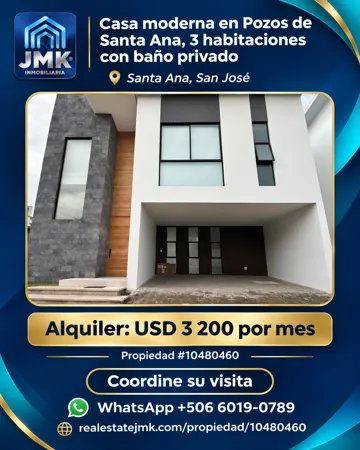 JMK
INMOBILIARIA
Casa moderna en Pozos de
Santa Ana, 3 habitaciones
con baño privado
Santa Ana, San José
Alquiler: USD 3 200 por mes
Propiedad #10480460
Coordine su visita
WhatsApp +506 6019-0789
realestatejmk.com/propiedad/10480460